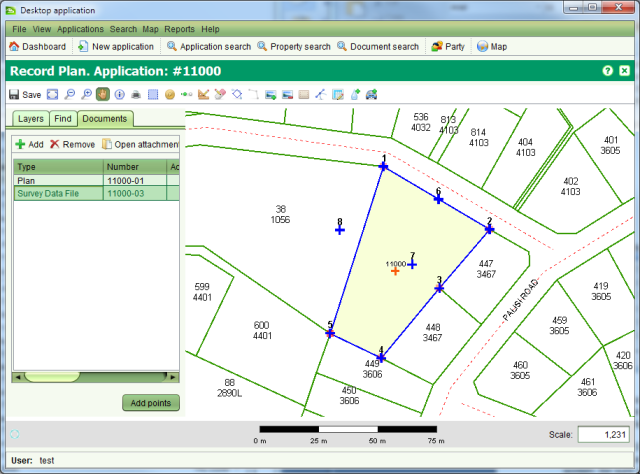 Desktop application
File View Applications Search Map Reports Help
Dashboard New application Application search Property search Document search Party Map
Record Plan. Application: #11000
Save
Layers Find Documents
Add Remove Open attachment
Type Number
Plan 11000-01
Survey Data File 11000-03
Add points
536
4032
813
4103
814
4103
404
4103
401
3605
402
4103
1
6
2
38
1056
8
7
11000
447
3467
3
599
4401
600
4401
5
4
448
3467
449
3606
450
3606
88
2890L
PAUSI ROAD
419
3605
459
3605
460
3605
420
3606
461
3606
0 m 25 m 50 m 75 m
Scale: 1,231
User: test